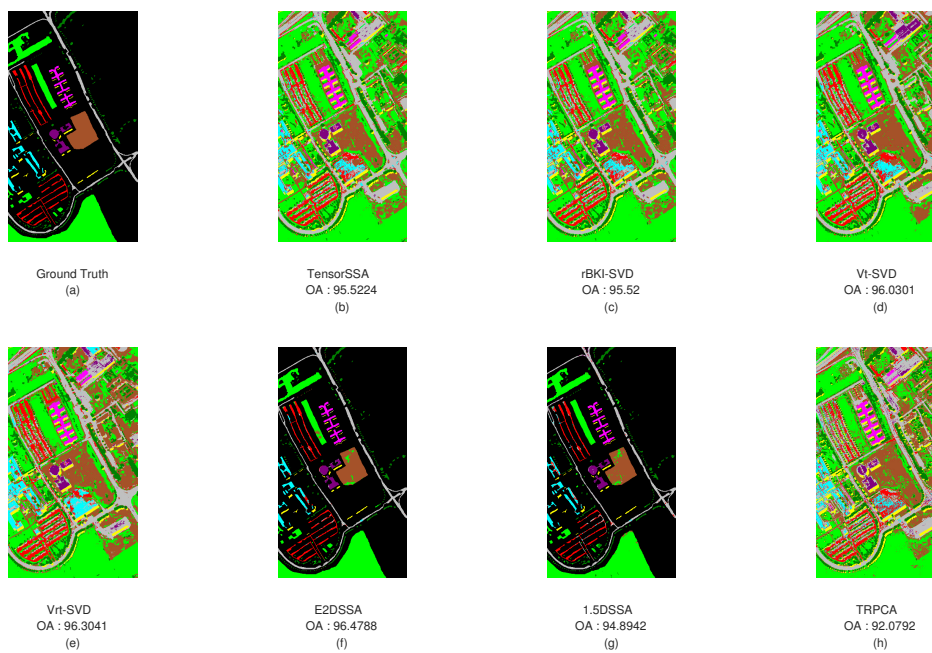 Ground Truth
(a)
TensorSSA
OA : 95.5224
(b)
rBKI-SVD
OA : 95.52
(c)
Vt-SVD
OA : 96.0301
(d)
Vrt-SVD
OA : 96.3041
(e)
E2DSSA
OA : 96.4788
(f)
1.5DSSA
OA : 94.8942
(g)
TRPCA
OA : 92.0792
(h)